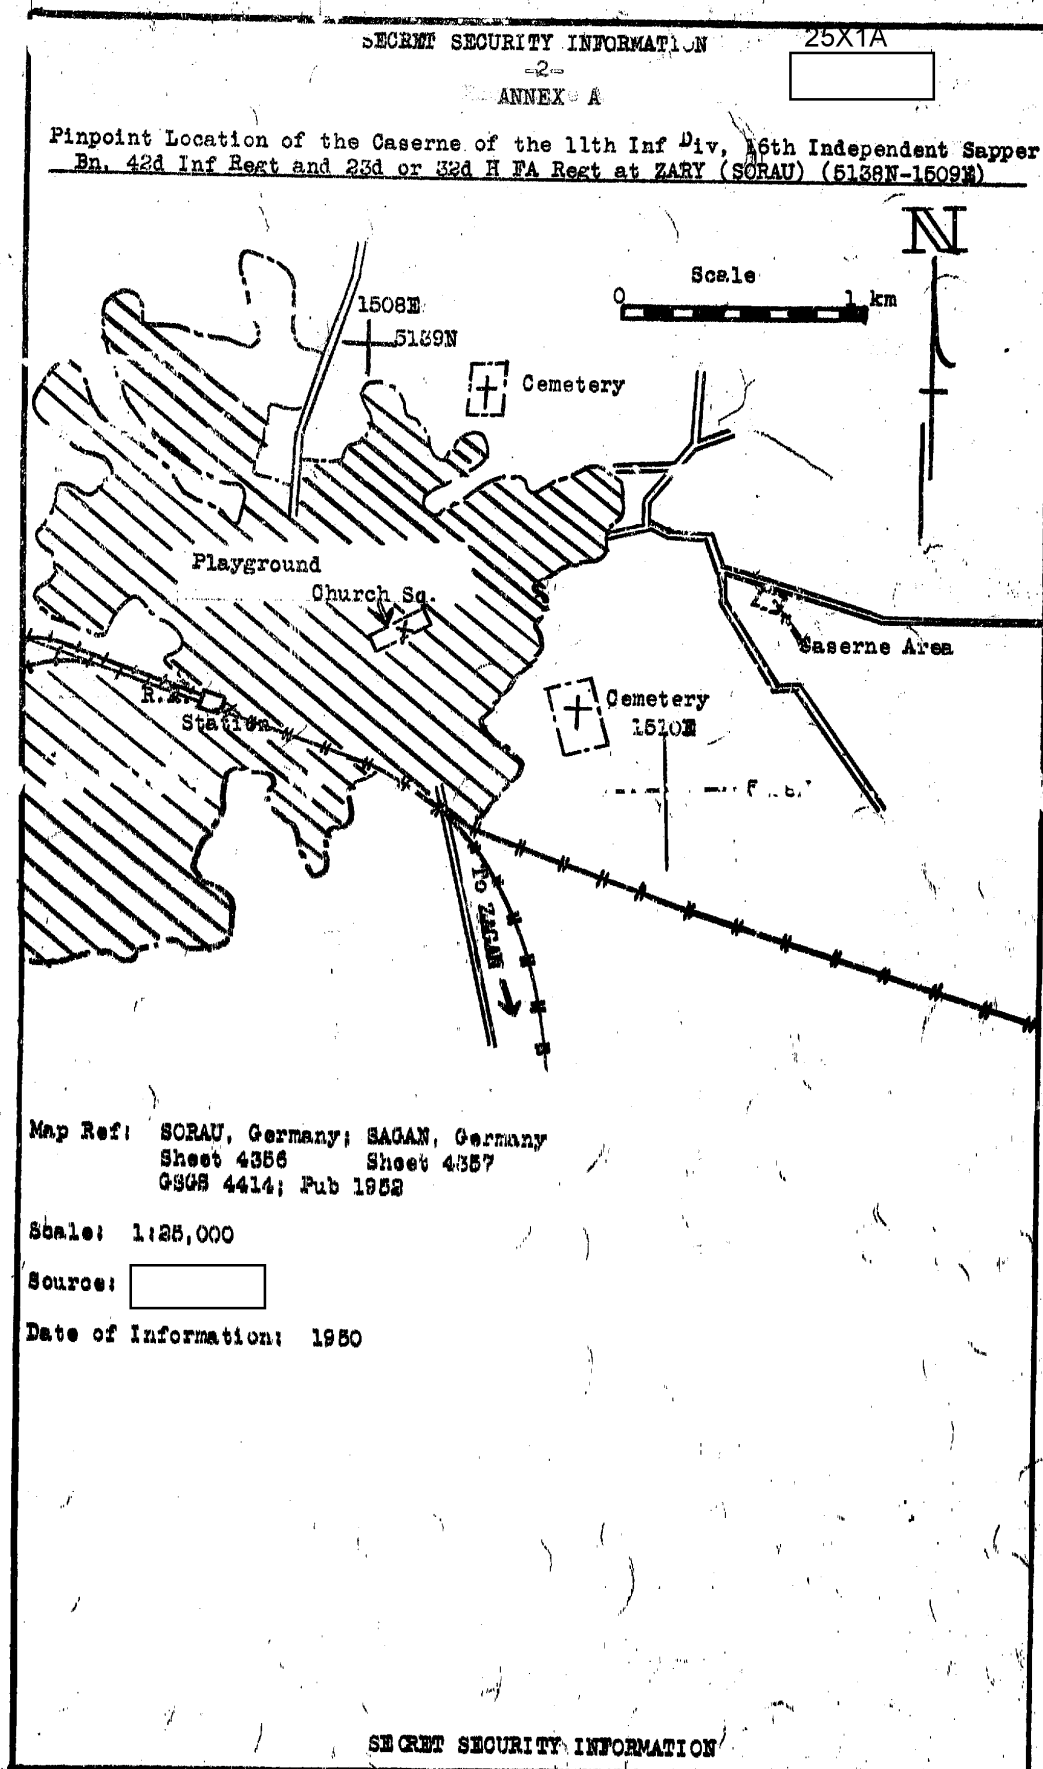 SECRET SECURITY INFORMATION
25X1A
-2-
ANNEX A
Pinpoint Location of the Caserne of the 11th Inf Div, 16th Independent Sapper
Bn, 42d Inf Regt and 23d or 32d H FA Regt at ZARY (SORAU) (5138N-1509E)
N
Scale
0 1 km
1508E
5139N
Cemetery
Playground
Church Sq.
Caserne Area
R.R.
Station
Cemetery
1510E
To ZAGAN
Map Ref: SORAU, Germany; SAGAN, Germany
Sheet 4356 Sheet 4357
GSGS 4414; Pub 1952
Scale: 1:25,000
Source:
Date of Information: 1950
SECRET SECURITY INFORMATION